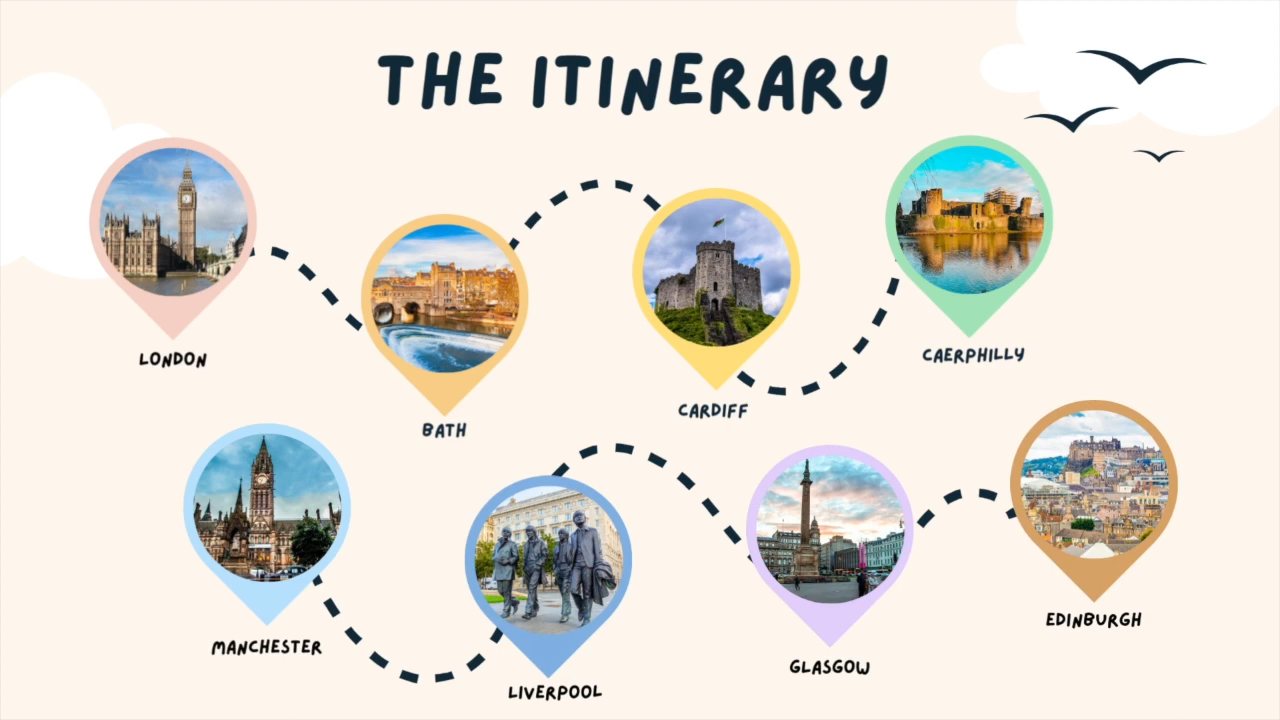 THE ITINERARY
LONDON
BATH
CARDIFF
CAERPHILLY
MANCHESTER
LIVERPOOL
GLASGOW
EDINBURGH